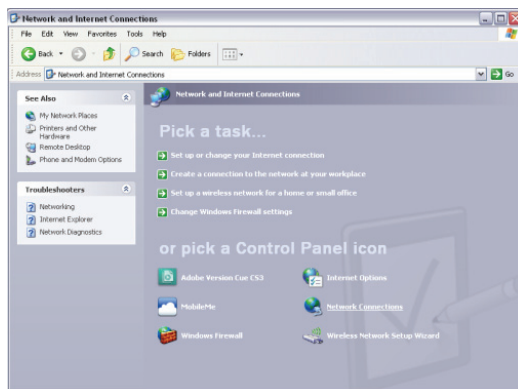 Network and Internet Connections
File Edit View Favorites Tools Help
Back Search Folders
Address Network and Internet Connections Go
See Also
My Network Places
Printers and Other
Hardware
Remote Desktop
Phone and Modem Options
Troubleshooters
Networking
Internet Explorer
Network Diagnostics
Network and Internet Connections
Pick a task...
Set up or change your Internet connection
Create a connection to the network at your workplace
Set up a wireless network for a home or small office
Change Windows Firewall settings
or pick a Control Panel icon
Adobe Version Cue CS3 Internet Options
MobileMe Network Connections
Windows Firewall Wireless Network Setup Wizard